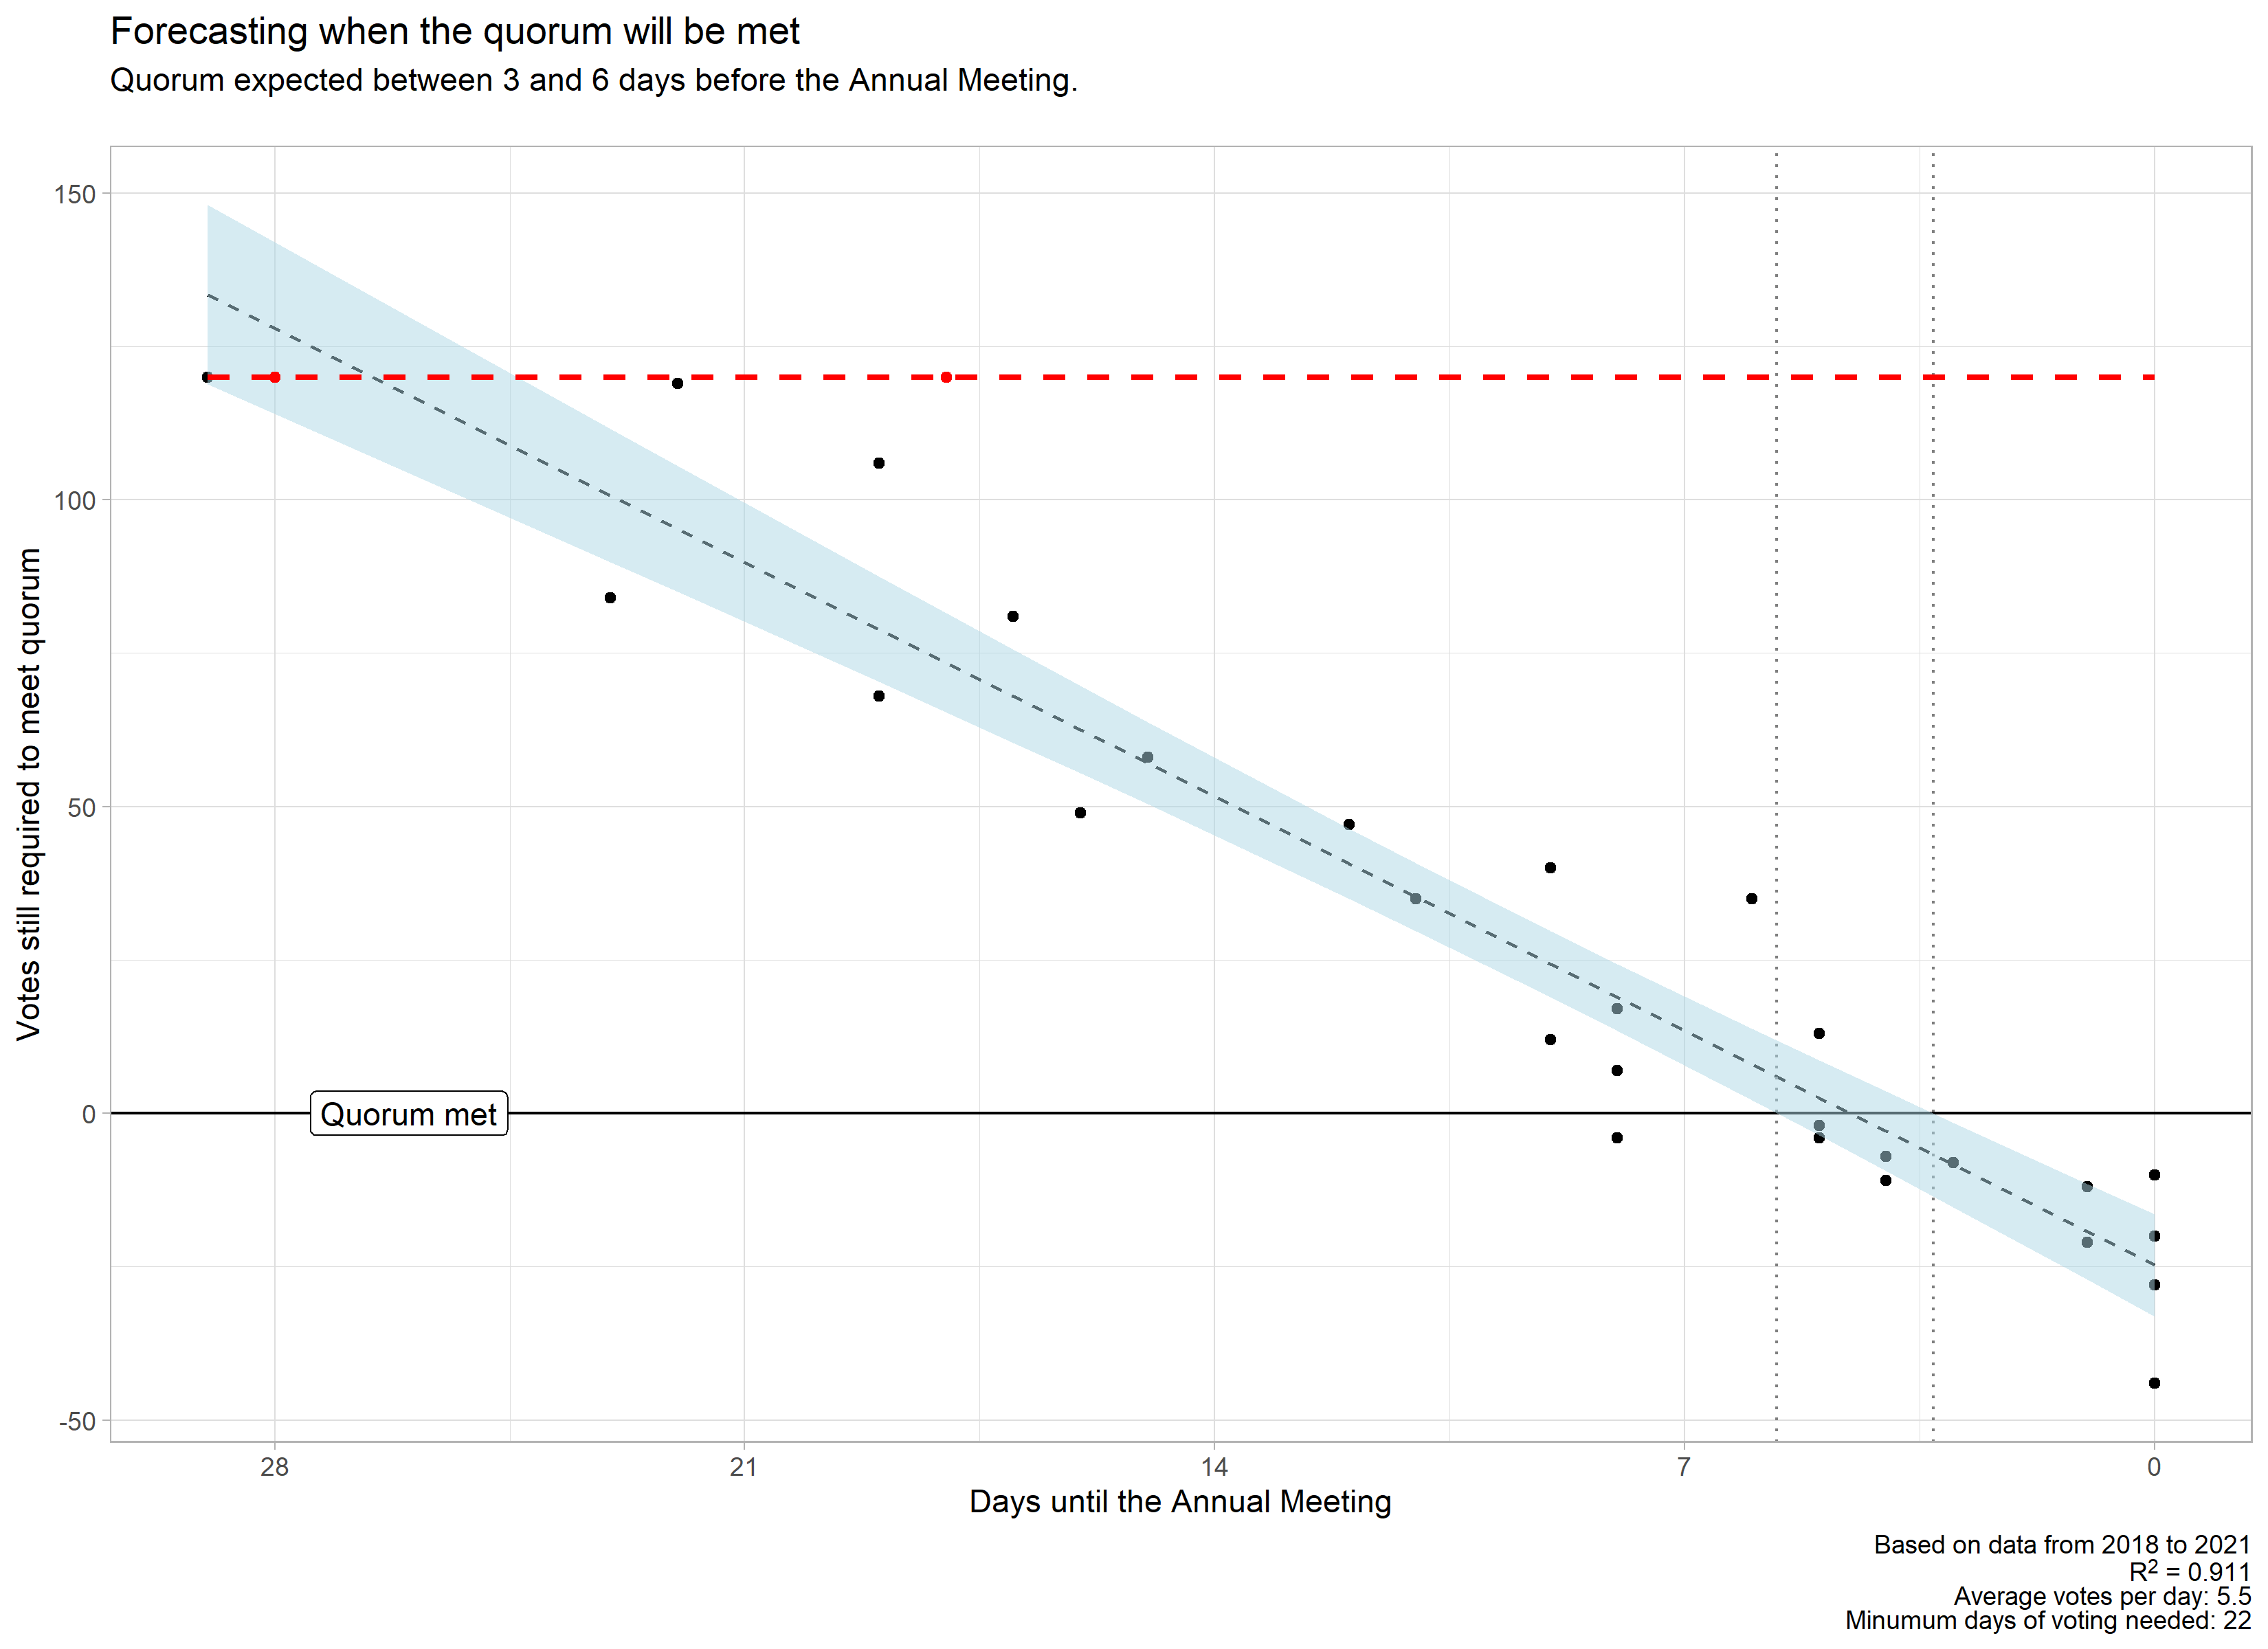 Forecasting when the quorum will be met
Quorum expected between 3 and 6 days before the Annual Meeting.
Votes still required to meet quorum
150
100
50
0
-50
Quorum met
28 21 14 7 0
Days until the Annual Meeting
Based on data from 2018 to 2021
R² = 0.911
Average votes per day: 5.5
Minumum days of voting needed: 22